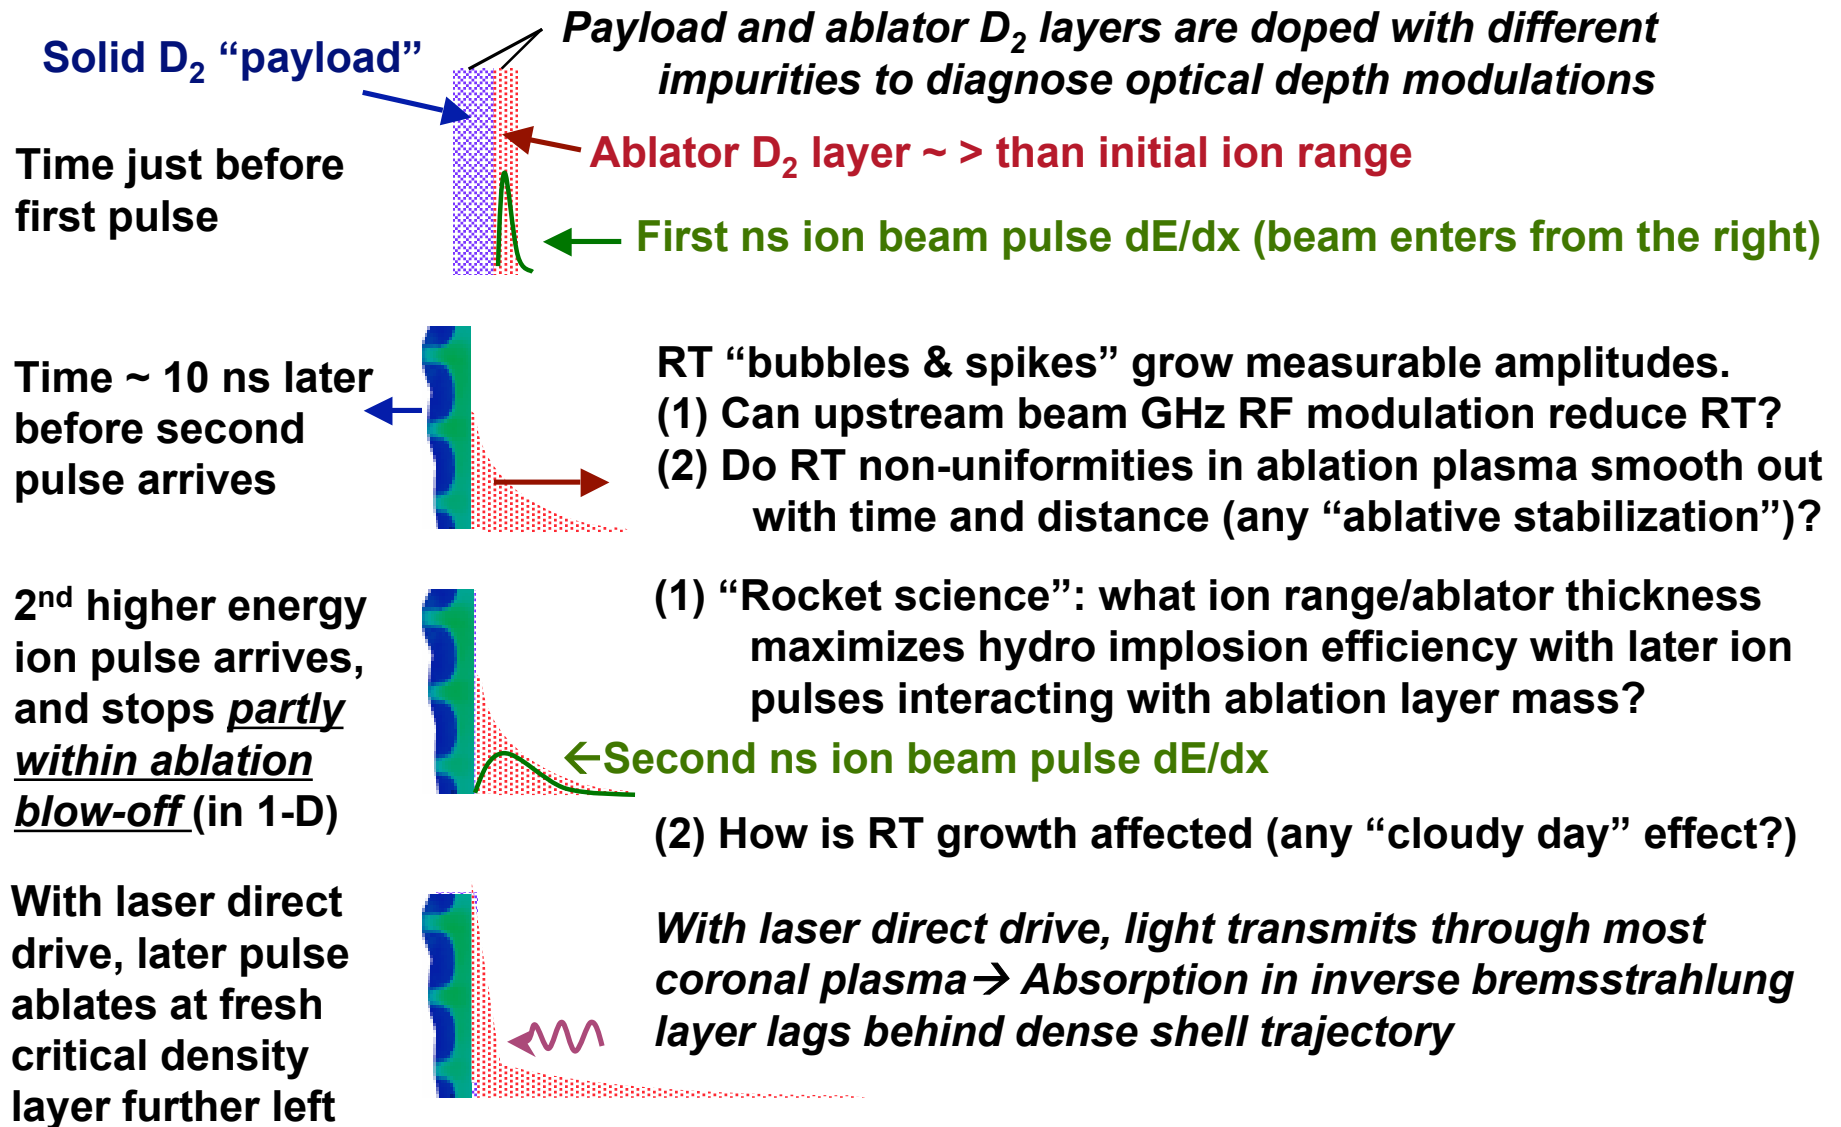 Payload and ablator D2 layers are doped with different
impurities to diagnose optical depth modulations
Solid D2 “payload”
Time just before
first pulse
Ablator D2 layer ~ > than initial ion range
First ns ion beam pulse dE/dx (beam enters from the right)
Time ~ 10 ns later
before second
pulse arrives
RT “bubbles & spikes” grow measurable amplitudes.
(1) Can upstream beam GHz RF modulation reduce RT?
(2) Do RT non-uniformities in ablation plasma smooth out
with time and distance (any “ablative stabilization”)?
2nd higher energy
ion pulse arrives,
and stops partly
within ablation
blow-off (in 1-D)
(1) “Rocket science”: what ion range/ablator thickness
maximizes hydro implosion efficiency with later ion
pulses interacting with ablation layer mass?
←Second ns ion beam pulse dE/dx
(2) How is RT growth affected (any “cloudy day” effect?)
With laser direct
drive, later pulse
ablates at fresh
critical density
layer further left
With laser direct drive, light transmits through most
coronal plasma→ Absorption in inverse bremsstrahlung
layer lags behind dense shell trajectory